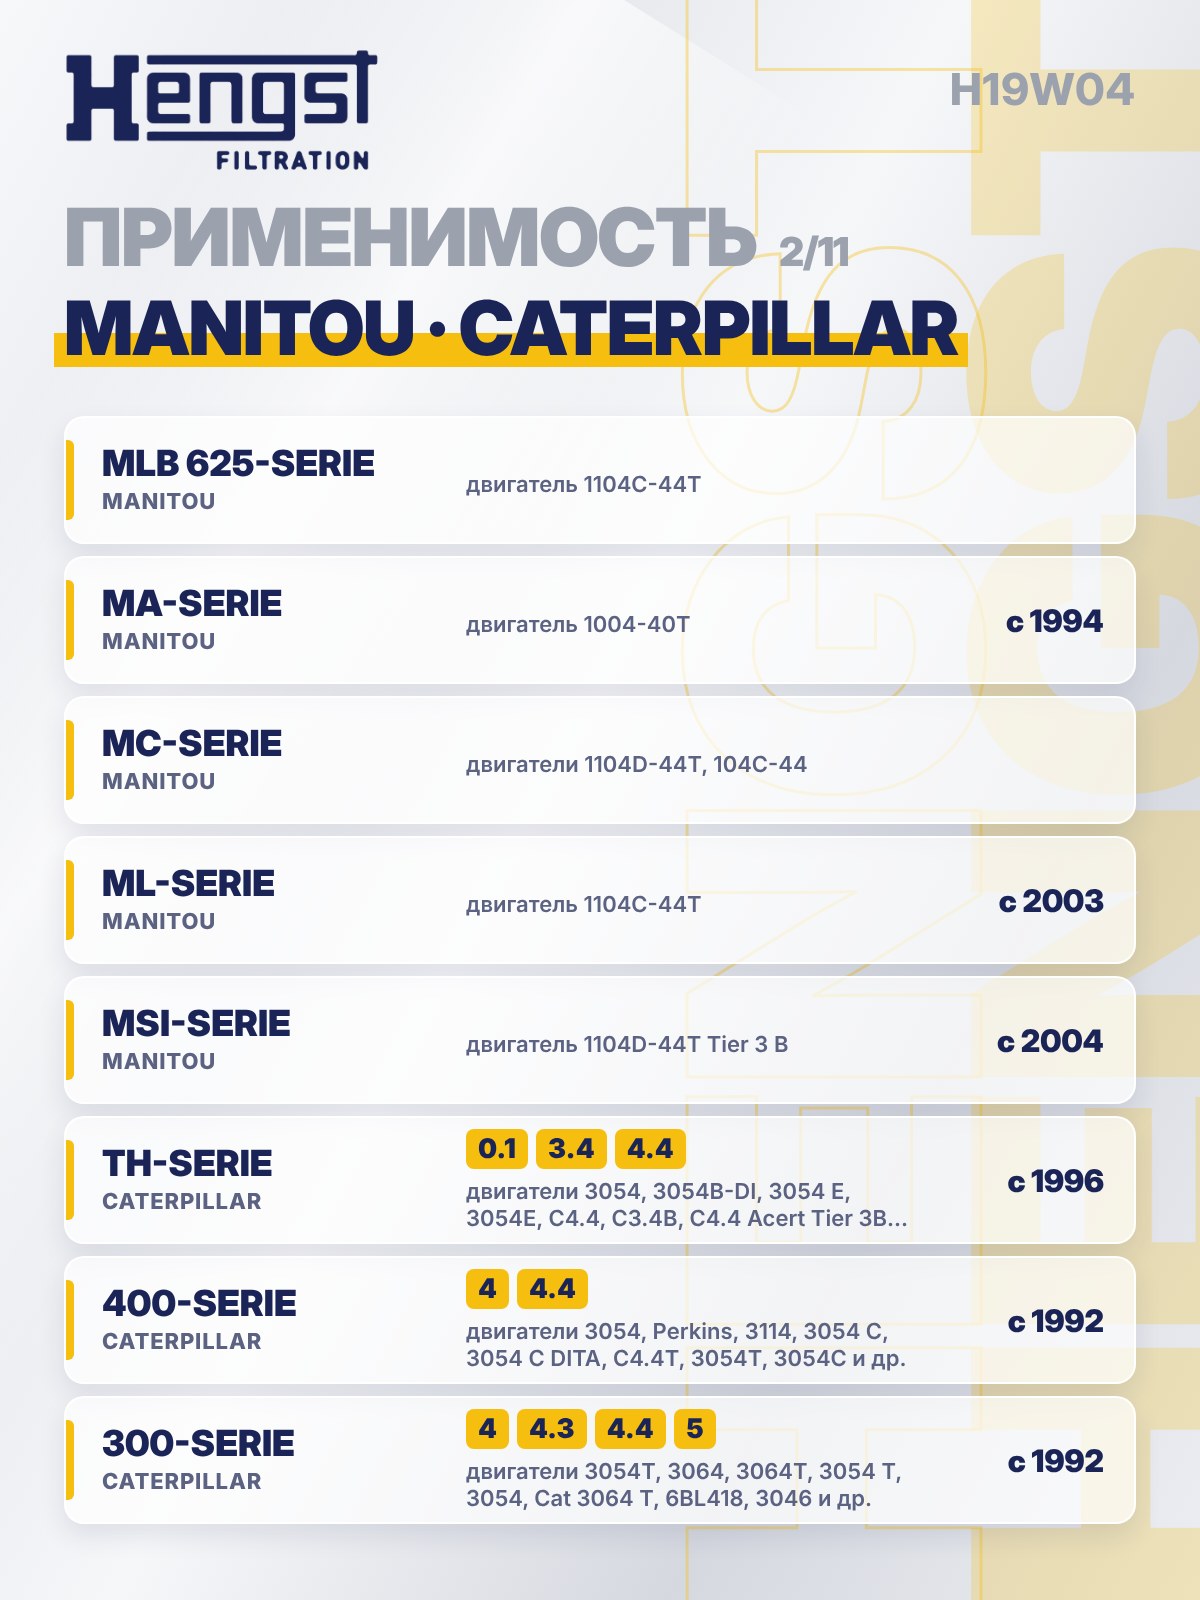 Hengst
FILTRATION
H19W04
ПРИМЕНИМОСТЬ 2/11
MANITOU · CATERPILLAR
MLB 625-SERIE
MANITOU
двигатель 1104C-44T
MA-SERIE
MANITOU
двигатель 1004-40T
с 1994
MC-SERIE
MANITOU
двигатели 1104D-44T, 104C-44
ML-SERIE
MANITOU
двигатель 1104C-44T
с 2003
MSI-SERIE
MANITOU
двигатель 1104D-44T Tier 3 B
с 2004
TH-SERIE
CATERPILLAR
0.1 3.4 4.4
двигатели 3054, 3054B-DI, 3054 E,
3054E, C4.4, C3.4B, C4.4 Acert Tier 3B...
с 1996
400-SERIE
CATERPILLAR
4 4.4
двигатели 3054, Perkins, 3114, 3054 C,
3054 C DITA, C4.4T, 3054T, 3054C и др.
с 1992
300-SERIE
CATERPILLAR
4 4.3 4.4 5
двигатели 3054T, 3064, 3064T, 3054 T,
3054, Cat 3064 T, 6BL418, 3046 и др.
с 1992
HENGST